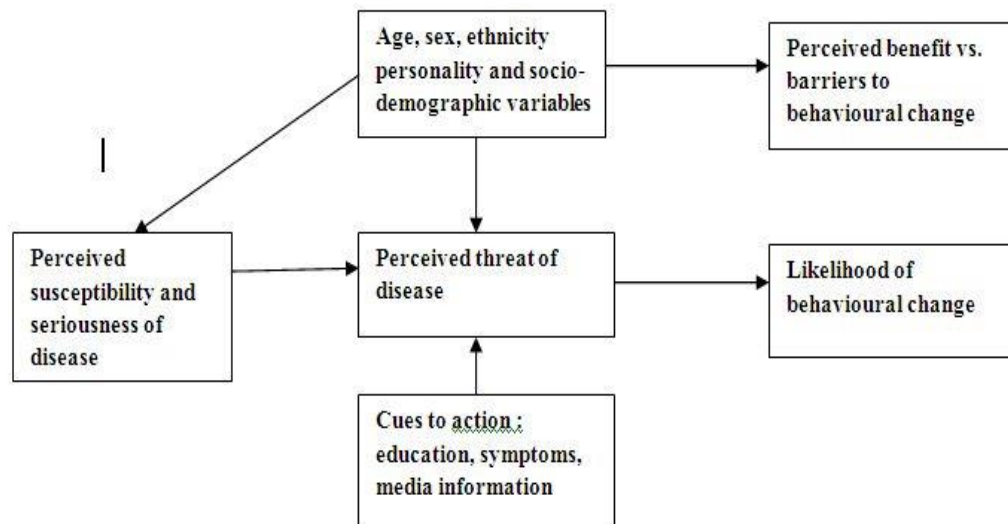 Age, sex, ethnicity
personality and socio-
demographic variables
Perceived benefit vs.
barriers to
behavioural change
Perceived
susceptibility and
seriousness of
disease
Perceived threat of
disease
Likelihood of
behavioural change
Cues to action :
education, symptoms,
media information